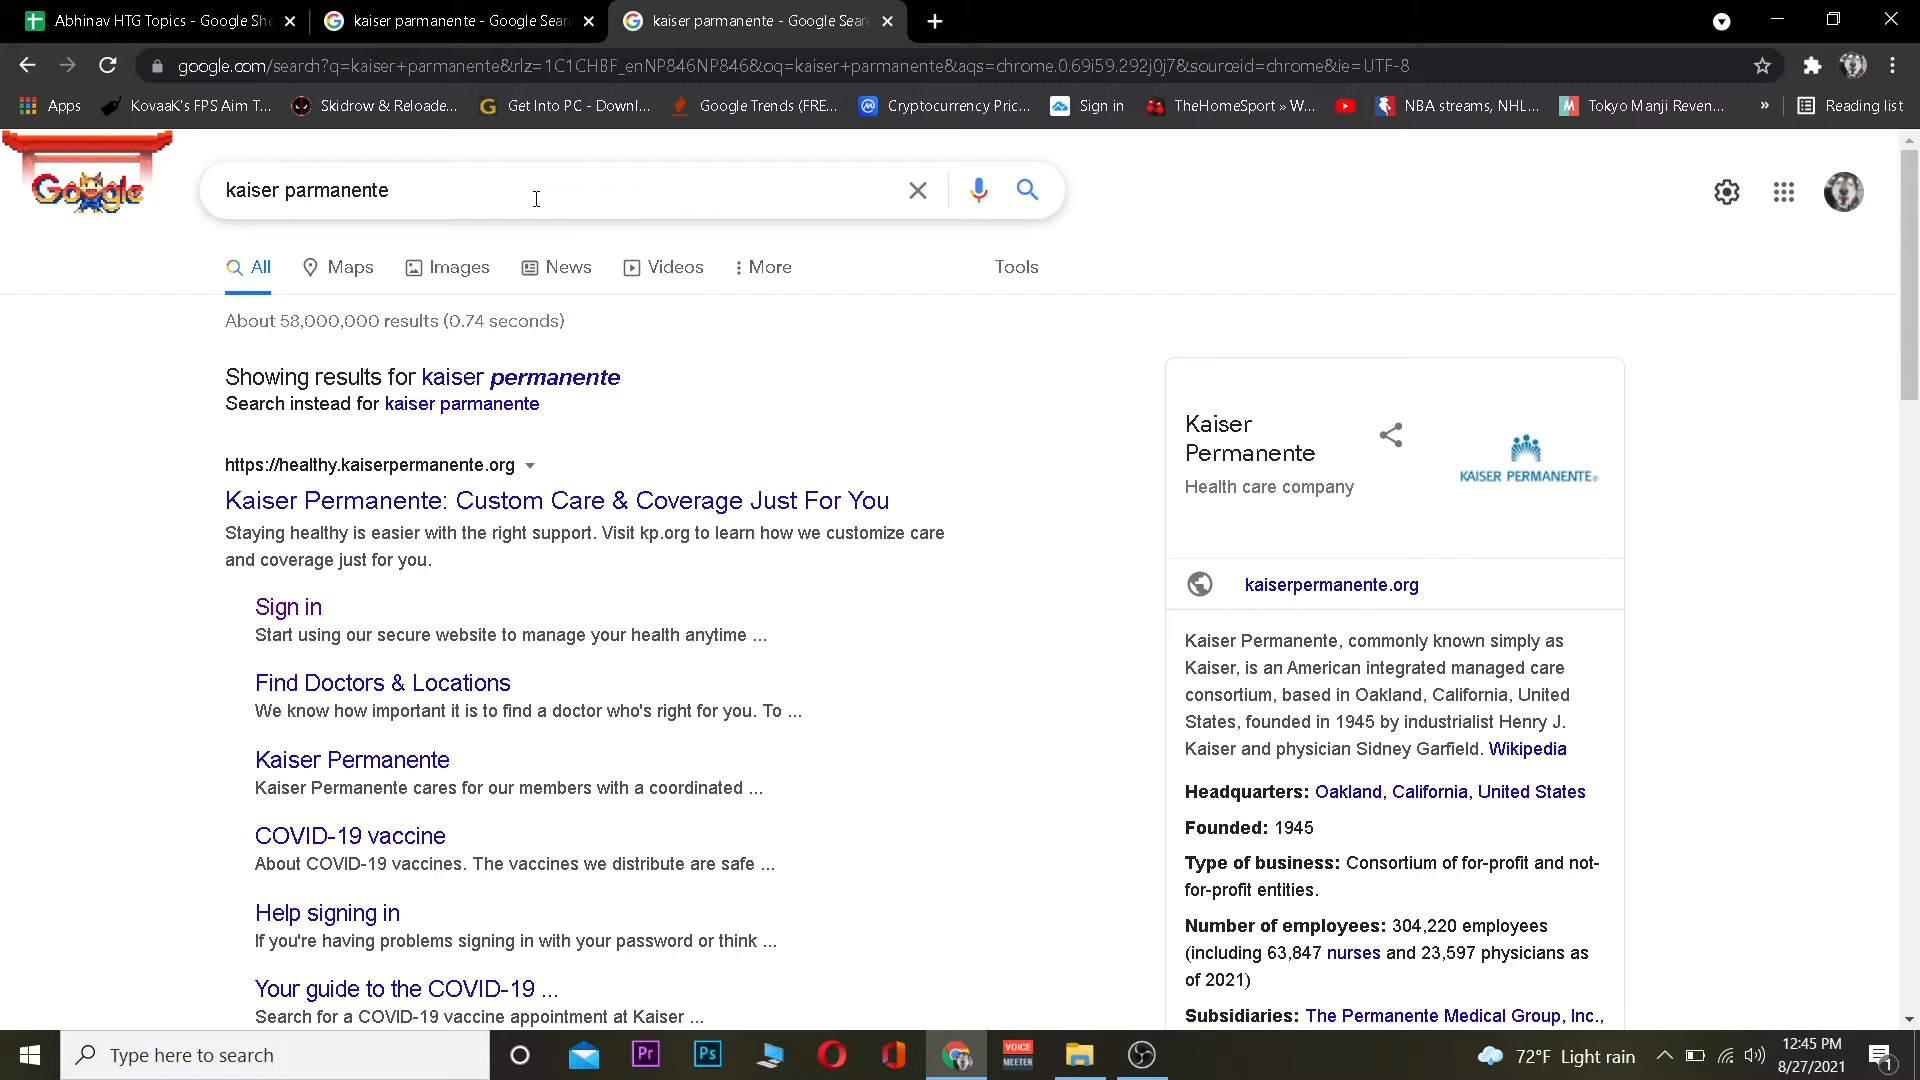 Abhinav HTG Topics - Google She
kaiser parmanente - Google Sear
kaiser parmanente - Google Sear
google.com/search?q=kaiser+parmanente&rlz=1C1CHBF_enNP846NP846&oq=kaiser+parmanente&aqs=chrome.0.69i59.292j0j7&sourceid=chrome&ie=UTF-8
Apps KovaaK's FPS Aim T... Skidrow & Reloade... Get Into PC - Downl... Google Trends (FRE... Cryptocurrency Pric... Sign in TheHomeSport » W... NBA streams, NHL... Tokyo Manji Reven... » Reading list
Google
kaiser parmanente
All Maps Images News Videos More Tools
About 58,000,000 results (0.74 seconds)
Showing results for kaiser permanente
Search instead for kaiser parmanente
https://healthy.kaiserpermanente.org
Kaiser Permanente: Custom Care & Coverage Just For You
Staying healthy is easier with the right support. Visit kp.org to learn how we customize care
and coverage just for you.
Sign in
Start using our secure website to manage your health anytime ...
Find Doctors & Locations
We know how important it is to find a doctor who's right for you. To ...
Kaiser Permanente
Kaiser Permanente cares for our members with a coordinated ...
COVID-19 vaccine
About COVID-19 vaccines. The vaccines we distribute are safe ...
Help signing in
If you're having problems signing in with your password or think ...
Your guide to the COVID-19 ...
Search for a COVID-19 vaccine appointment at Kaiser ...
Kaiser
Permanente
Health care company
KAISER PERMANENTE®
kaiserpermanente.org
Kaiser Permanente, commonly known simply as
Kaiser, is an American integrated managed care
consortium, based in Oakland, California, United
States, founded in 1945 by industrialist Henry J.
Kaiser and physician Sidney Garfield. Wikipedia
Headquarters: Oakland, California, United States
Founded: 1945
Type of business: Consortium of for-profit and not-
for-profit entities.
Number of employees: 304,220 employees
(including 63,847 nurses and 23,597 physicians as
of 2021)
Subsidiaries: The Permanente Medical Group, Inc.,
Type here to search
Pr
Ps
VOICE
MEETER
72°F Light rain
12:45 PM
8/27/2021
1